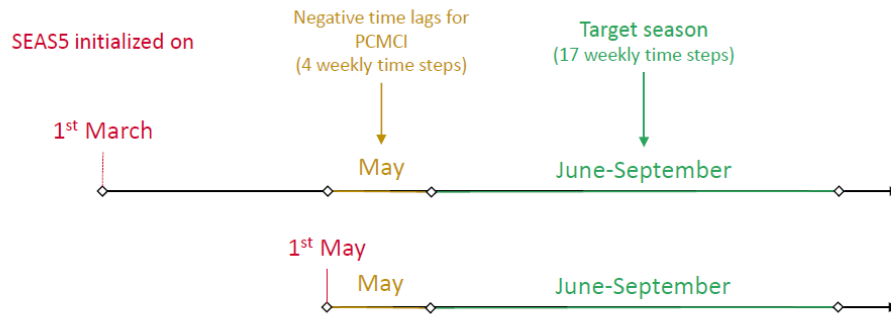 SEAS5 initialized on
Negative time lags for
PCMCI
(4 weekly time steps)
Target season
(17 weekly time steps)
1st March
May
June-September
1st May
May
June-September